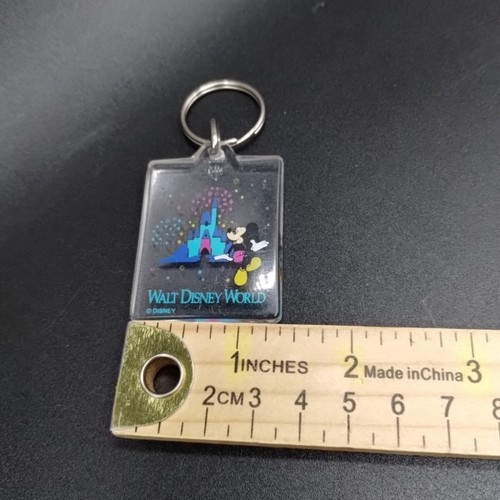 WALT DISNEY WORLD
© DISNEY
1 INCHES 2 Made in China 3
2 CM 3 4 5 6 7 8